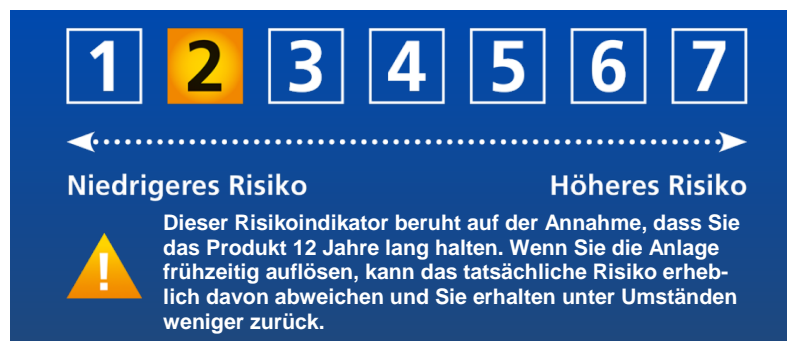 1 2 3 4 5 6 7
Niedrigeres Risiko Höheres Risiko
!
Dieser Risikoindikator beruht auf der Annahme, dass Sie
das Produkt 12 Jahre lang halten. Wenn Sie die Anlage
frühzeitig auflösen, kann das tatsächliche Risiko erheb-
lich davon abweichen und Sie erhalten unter Umständen
weniger zurück.